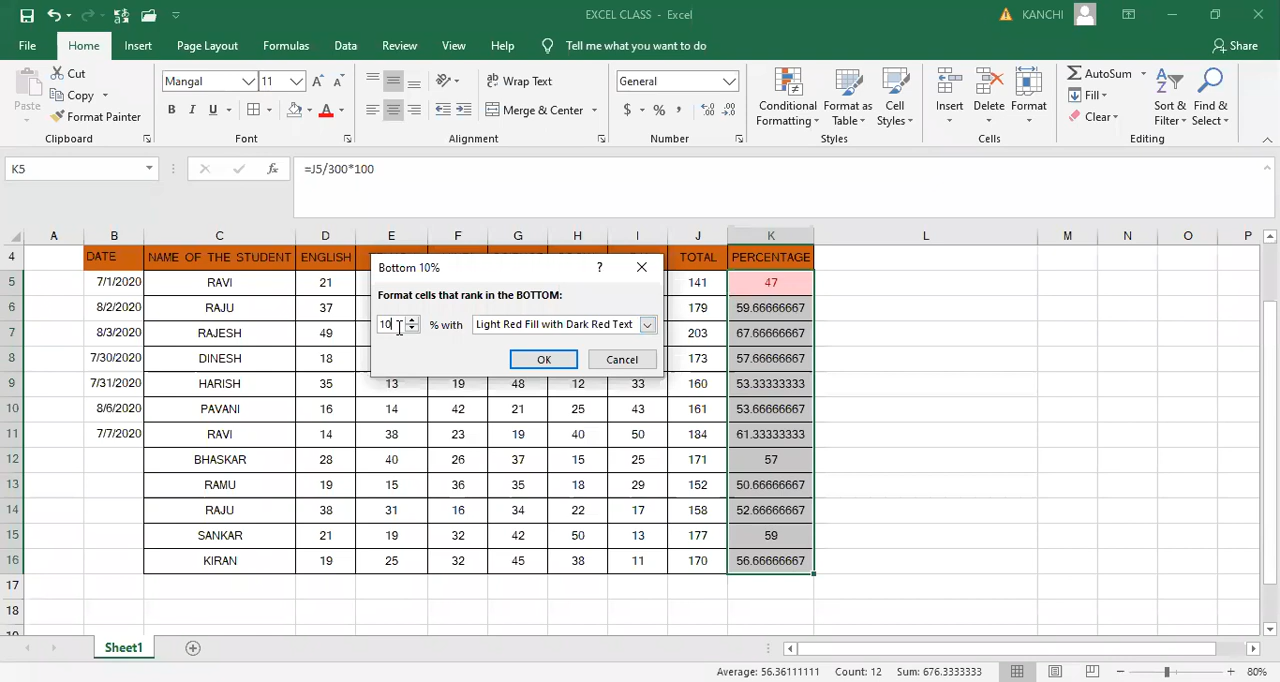 EXCEL CLASS - Excel
KANCHI
File Home Insert Page Layout Formulas Data Review View Help Tell me what you want to do Share
Paste
Cut
Copy
Format Painter
Clipboard
Mangal 11
B I U
Font
Wrap Text
Merge & Center
Alignment
General
$ % ,
Number
Conditional Formatting
Format as Table
Cell Styles
Styles
Insert Delete Format
Cells
AutoSum
Fill
Clear
Sort & Filter
Find & Select
Editing
K5 fx =J5/300*100
A B C D E F G H I J K L M N O P
4 DATE NAME OF THE STUDENT ENGLISH TOTAL PERCENTAGE
Bottom 10% ?
Format cells that rank in the BOTTOM:
10 % with Light Red Fill with Dark Red Text
OK Cancel
5 7/1/2020 RAVI 21 141 47
6 8/2/2020 RAJU 37 179 59.66666667
7 8/3/2020 RAJESH 49 203 67.66666667
8 7/30/2020 DINESH 18 173 57.66666667
9 7/31/2020 HARISH 35 13 19 48 12 33 160 53.33333333
10 8/6/2020 PAVANI 16 14 42 21 25 43 161 53.66666667
11 7/7/2020 RAVI 14 38 23 19 40 50 184 61.33333333
12 BHASKAR 28 40 26 37 15 25 171 57
13 RAMU 19 15 36 35 18 29 152 50.66666667
14 RAJU 38 31 16 34 22 17 158 52.66666667
15 SANKAR 21 19 32 42 50 13 177 59
16 KIRAN 19 25 32 45 38 11 170 56.66666667
17
18
Sheet1
Average: 56.36111111 Count: 12 Sum: 676.3333333 80%